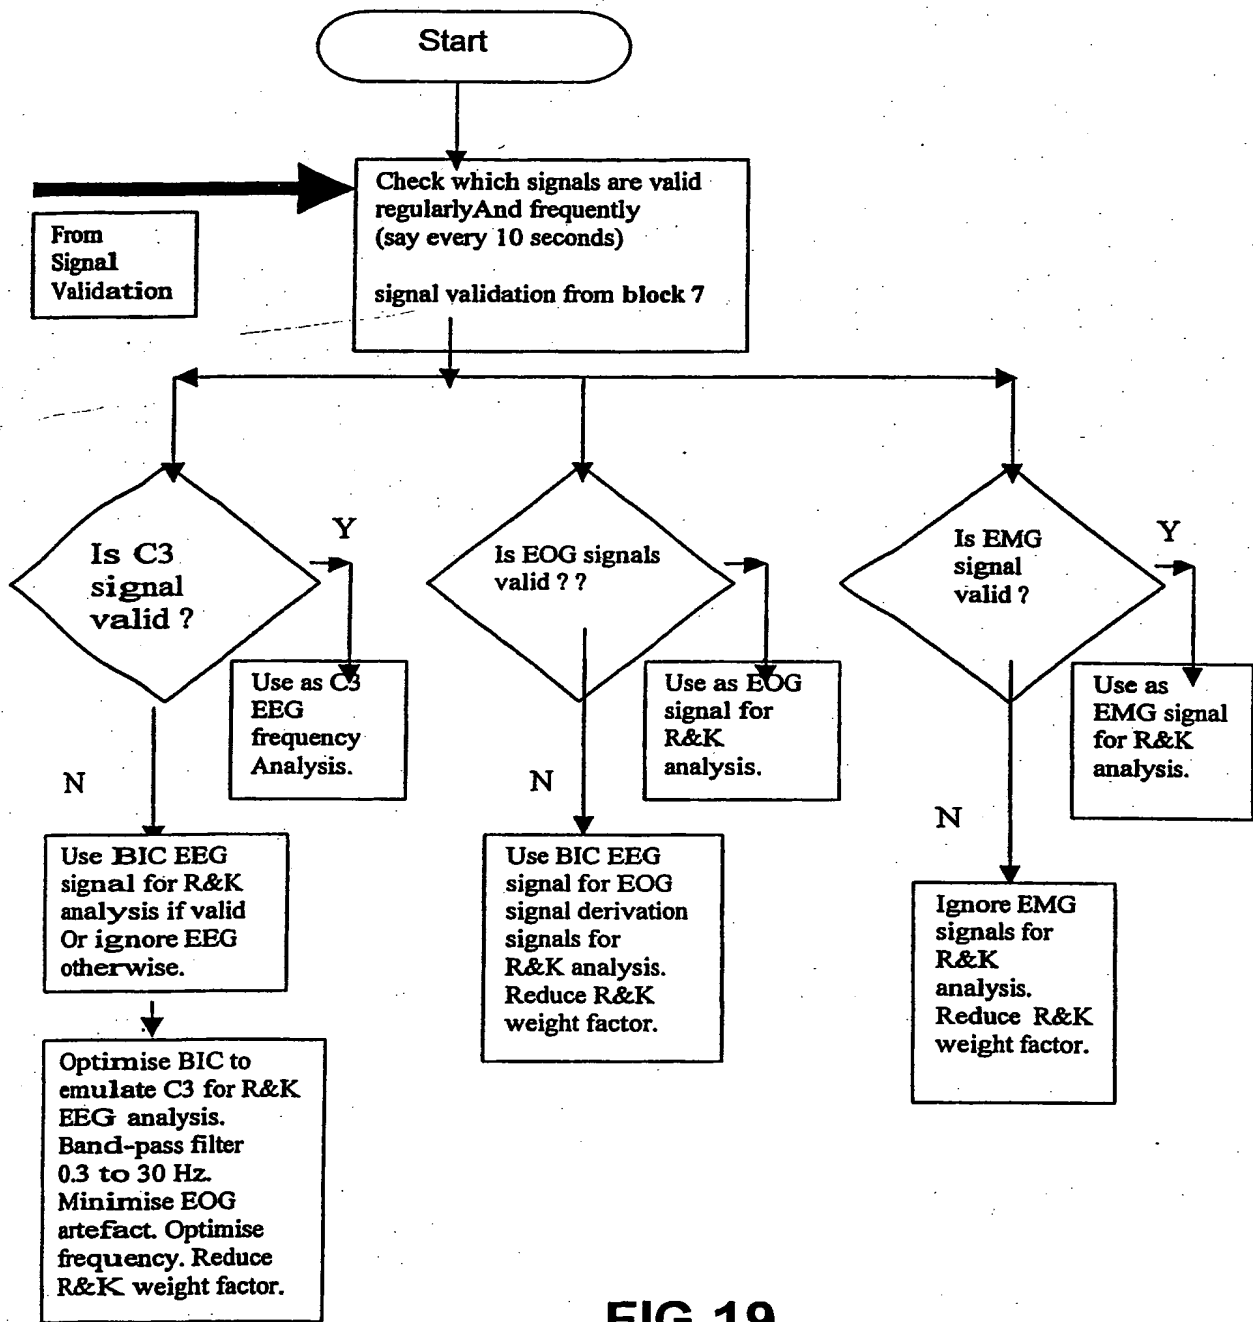 Start
Check which signals are valid
regularlyAnd frequently
(say every 10 seconds)
signal validation from block 7
From
Signal
Validation
Is C3
signal
valid ?
Y
N
Use as C3
EEG
frequency
Analysis.
Use BIC EEG
signal for R&K
analysis if valid
Or ignore EEG
otherwise.
Optimise BIC to
emulate C3 for R&K
EEG analysis.
Band-pass filter
0.3 to 30 Hz.
Minimise EOG
artefact. Optimise
frequency. Reduce
R&K weight factor.
Is EOG signals
valid ? ?
N
Use as EOG
signal for
R&K
analysis.
Use BIC EEG
signal for EOG
signal derivation
signals for
R&K analysis.
Reduce R&K
weight factor.
Is EMG
signal
valid ?
Y
N
Use as
EMG signal
for R&K
analysis.
Ignore EMG
signals for
R&K
analysis.
Reduce R&K
weight factor.
FIG 19